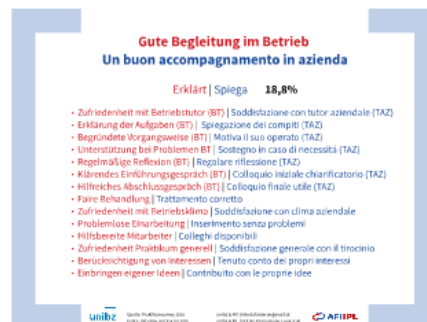 Gute Begleitung im Betrieb
Un buon accompagnamento in azienda
Erklärt | Spiega 18,8%
• Zufriedenheit mit Betriebstutor (BT) | Soddisfazione con tutor aziendale (TAZ)
• Erklärung der Aufgaben (BT) | Spiegazione dei compiti (TAZ)
• Begründete Vorgangsweise (BT) | Motiva il suo operato (TAZ)
• Unterstützung bei Problemen BT | Sostegno in caso di necessitá (TAZ)
• Regelmäßige Reflexion (BT) | Regolare riflessione (TAZ)
• Klärendes Einführungsgespräch (BT) | Colloquio iniziale chiarificatorio (TAZ)
• Hilfreiches Abschlussgespräch (BT) | Colloquio finale utile (TAZ)
• Faire Behandlung | Trattamento corretto
• Zufriedenheit mit Betriebsklima | Soddisfazione con clima aziendale
• Problemlose Einarbeitung | Inserimento senza problemi
• Hilfsbereite Mitarbeiter | Colleghi disponibili
• Zufriedenheit Praktikum generell | Soddisfazione generale con il tirocinio
• Berücksichtigung von Interessen | Tenuto conto dei propri interessi
• Einbringen eigener Ideen | Contribuito con le proprie idee
unibz
AFI IPL